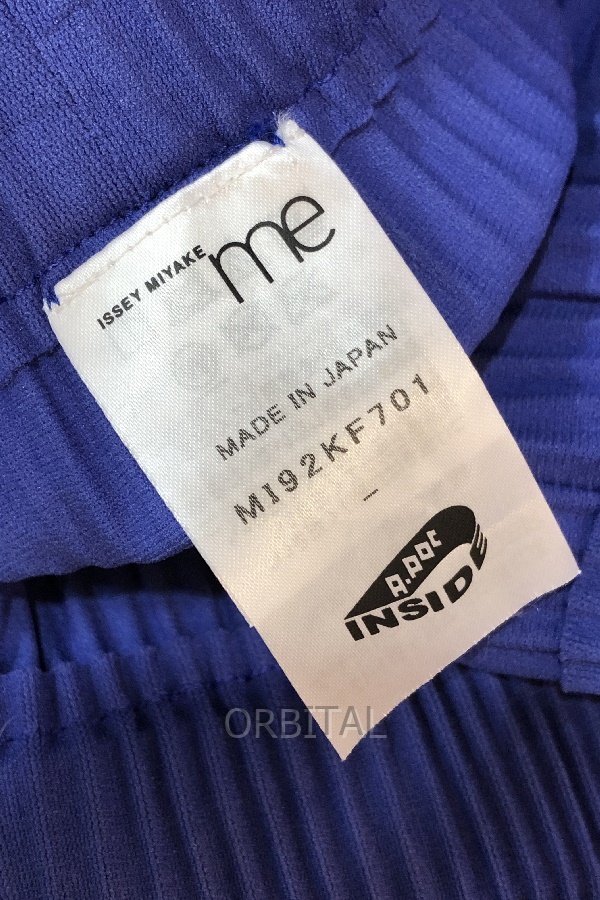 me
ISSEY MIYAKE
MADE IN JAPAN
MI92KF701
-
A.POC
INSIDE
ORBITAL